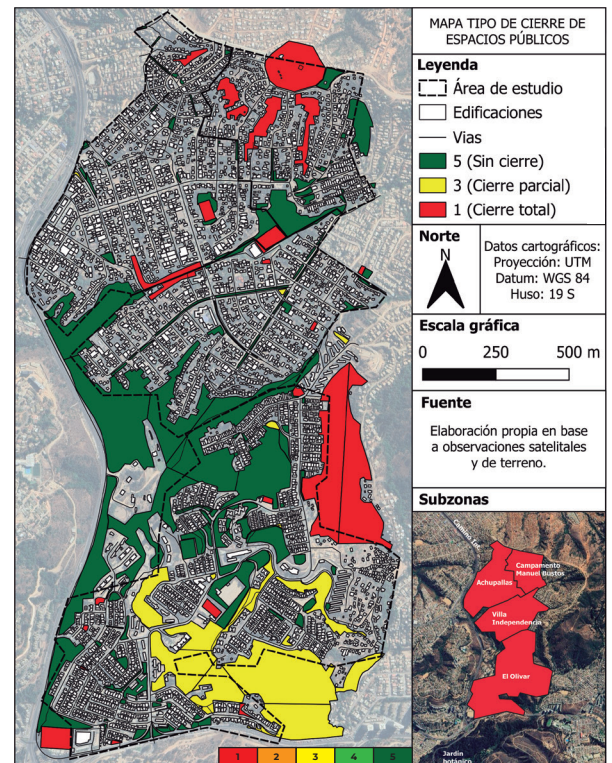 MAPA TIPO DE CIERRE DE
ESPACIOS PÚBLICOS
Leyenda
Área de estudio
Edificaciones
Vias
5 (Sin cierre)
3 (Cierre parcial)
1 (Cierre total)
Norte
N
Datos cartográficos:
Proyección: UTM
Datum: WGS 84
Huso: 19 S
Escala gráfica
0 250 500 m
Fuente
Elaboración propia en base
a observaciones satelitales
y de terreno.
Subzonas
Campamento
Manuel Bustos
Achupallas
Villa
Independencia
El Olivar
Jardín
botánico
1 2 3 4 5